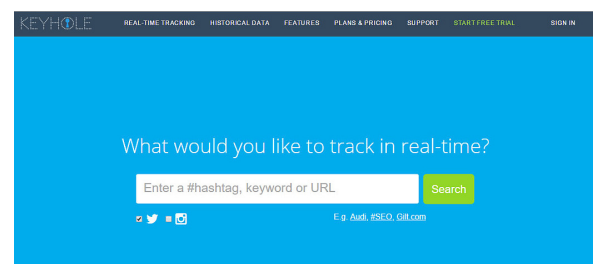 KEYHOLE REAL-TIME TRACKING HISTORICAL DATA FEATURES PLANS & PRICING SUPPORT START FREE TRIAL SIGN IN
What would you like to track in real-time?
Enter a #hashtag, keyword or URL Search
E.g. Audi, #SEO, Gilt.com